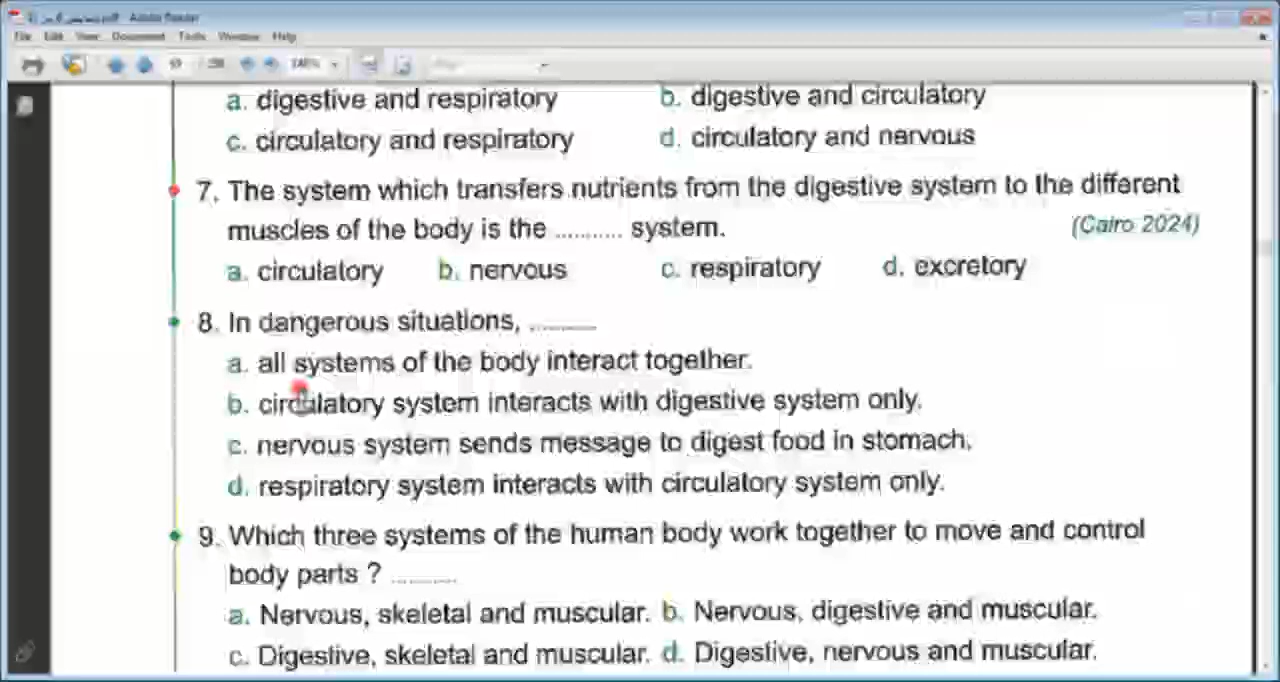 Adobe Reader
File Edit View Document Tools Window Help
a. digestive and respiratory b. digestive and circulatory
c. circulatory and respiratory d. circulatory and nervous
7. The system which transfers nutrients from the digestive system to the different
muscles of the body is the ........... system. (Cairo 2024)
a. circulatory b. nervous c. respiratory d. excretory
8. In dangerous situations, ...........
a. all systems of the body interact together.
b. circulatory system interacts with digestive system only.
c. nervous system sends message to digest food in stomach.
d. respiratory system interacts with circulatory system only.
9. Which three systems of the human body work together to move and control
body parts ? ...........
a. Nervous, skeletal and muscular. b. Nervous, digestive and muscular.
c. Digestive, skeletal and muscular. d. Digestive, nervous and muscular.